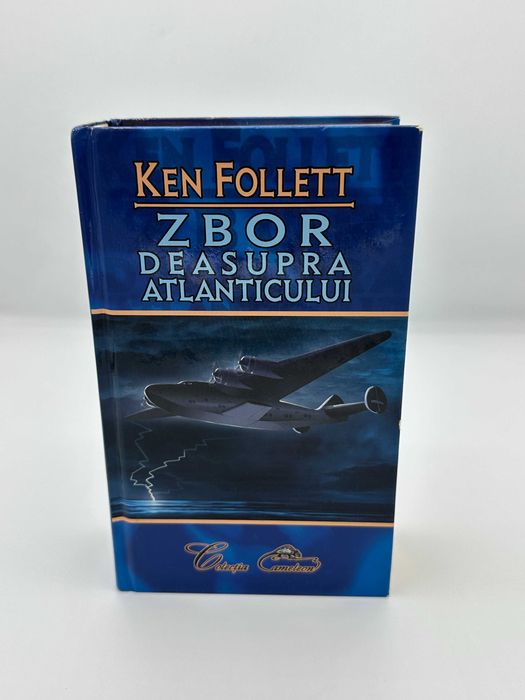 KEN FOLLETT
ZBOR
DEASUPRA
ATLANTICULUI
Colecția Cameleon